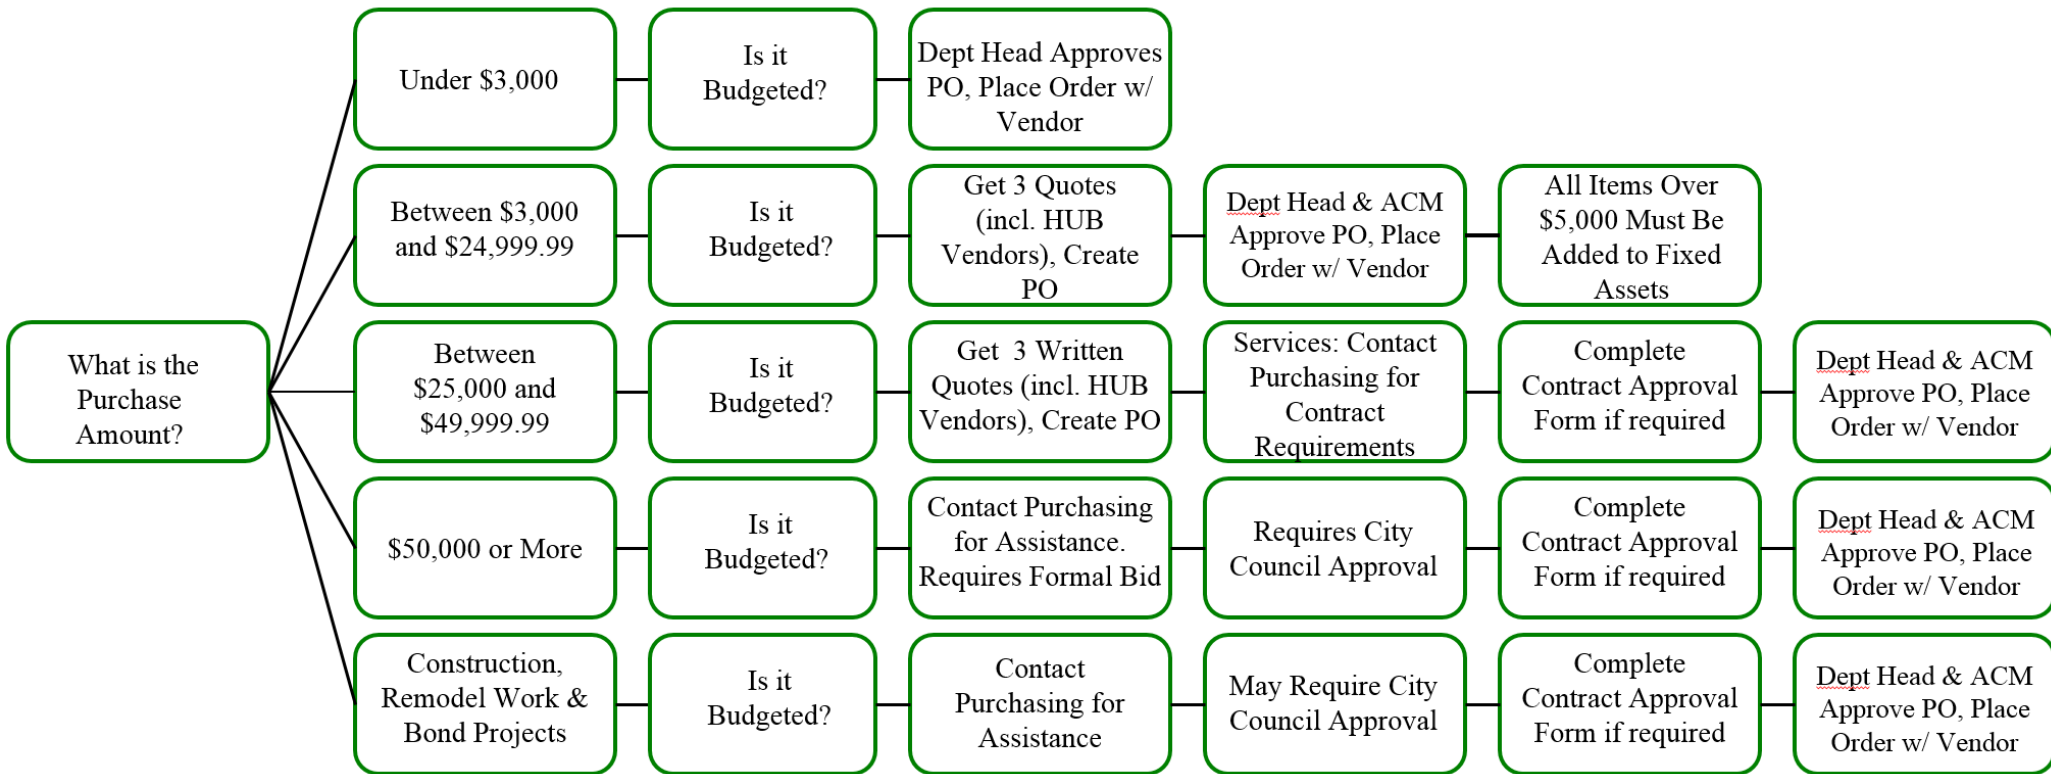 What is the
Purchase
Amount?
Under $3,000
Is it
Budgeted?
Dept Head Approves
PO, Place Order w/
Vendor
Between $3,000
and $24,999.99
Is it
Budgeted?
Get 3 Quotes
(incl. HUB
Vendors), Create
PO
Dept Head & ACM
Approve PO, Place
Order w/ Vendor
All Items Over
$5,000 Must Be
Added to Fixed
Assets
Between
$25,000 and
$49,999.99
Is it
Budgeted?
Get 3 Written
Quotes (incl. HUB
Vendors), Create PO
Services: Contact
Purchasing for
Contract
Requirements
Complete
Contract Approval
Form if required
Dept Head & ACM
Approve PO, Place
Order w/ Vendor
$50,000 or More
Is it
Budgeted?
Contact Purchasing
for Assistance.
Requires Formal Bid
Requires City
Council Approval
Complete
Contract Approval
Form if required
Dept Head & ACM
Approve PO, Place
Order w/ Vendor
Construction,
Remodel Work &
Bond Projects
Is it
Budgeted?
Contact
Purchasing for
Assistance
May Require City
Council Approval
Complete
Contract Approval
Form if required
Dept Head & ACM
Approve PO, Place
Order w/ Vendor